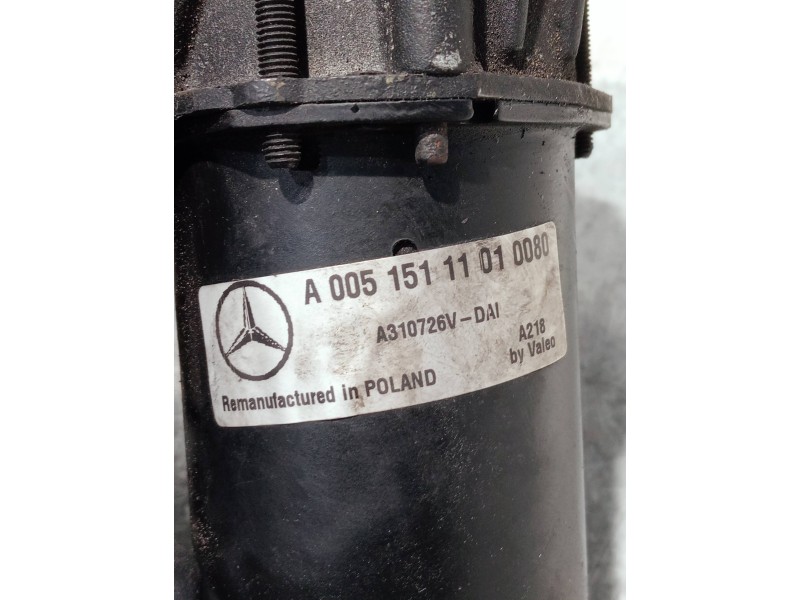 A 005 151 11 01 0080
A310726V-DAI
A218
by Valeo
Remanufactured in POLAND